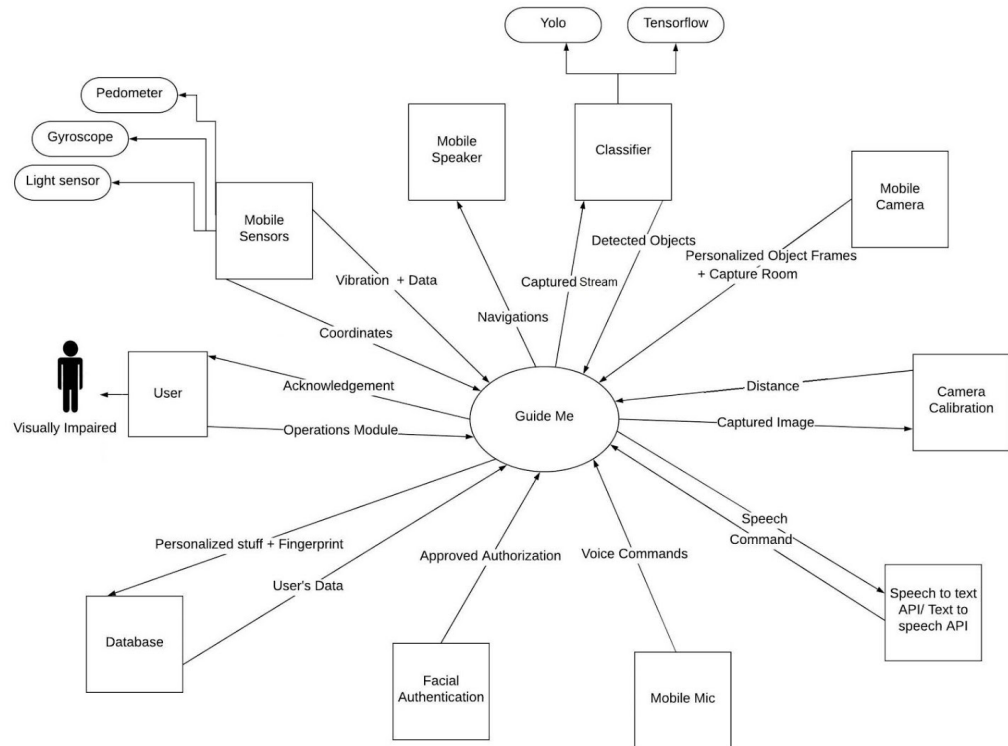 Yolo
Tensorflow
Pedometer
Gyroscope
Light sensor
Mobile
Sensors
Mobile
Speaker
Classifier
Mobile
Camera
Detected Objects
Personalized Object Frames
+ Capture Room
Vibration + Data
Captured Stream
Navigations
Coordinates
Visually Impaired
User
Acknowledgement
Operations Module
Guide Me
Distance
Captured Image
Camera
Calibration
Personalized stuff + Fingerprint
User's Data
Approved Authorization
Voice Commands
Speech
Command
Database
Facial
Authentication
Mobile Mic
Speech to text
API/ Text to
speech API